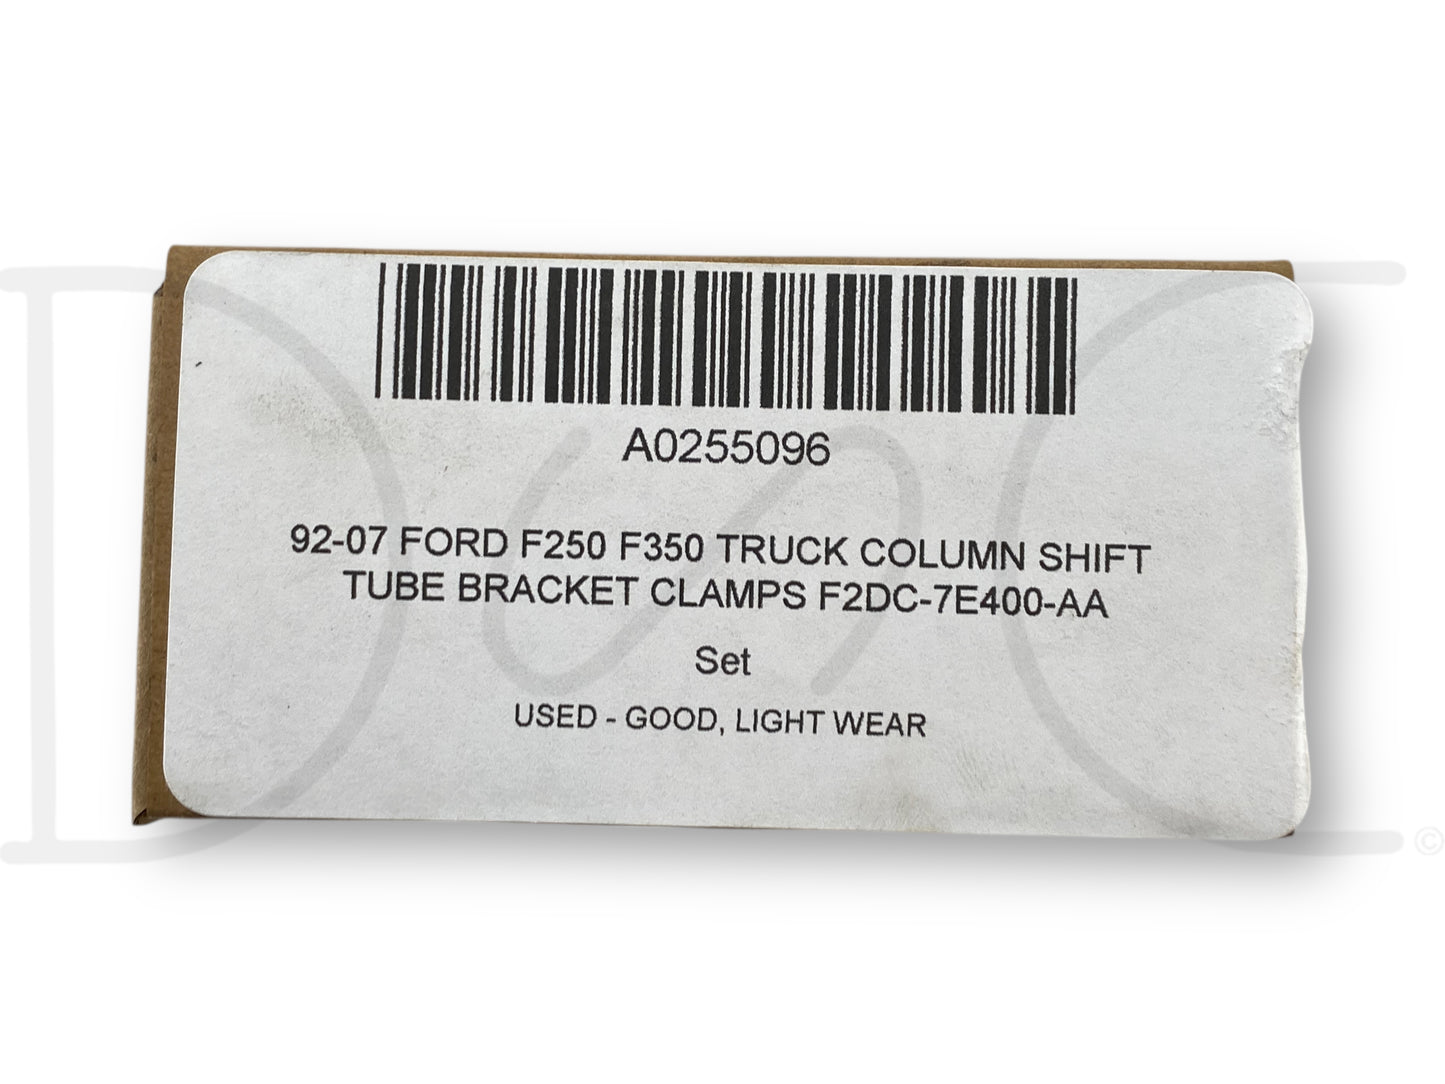 A0255096
92-07 FORD F250 F350 TRUCK COLUMN SHIFT
TUBE BRACKET CLAMPS F2DC-7E400-AA
Set
USED - GOOD, LIGHT WEAR
©